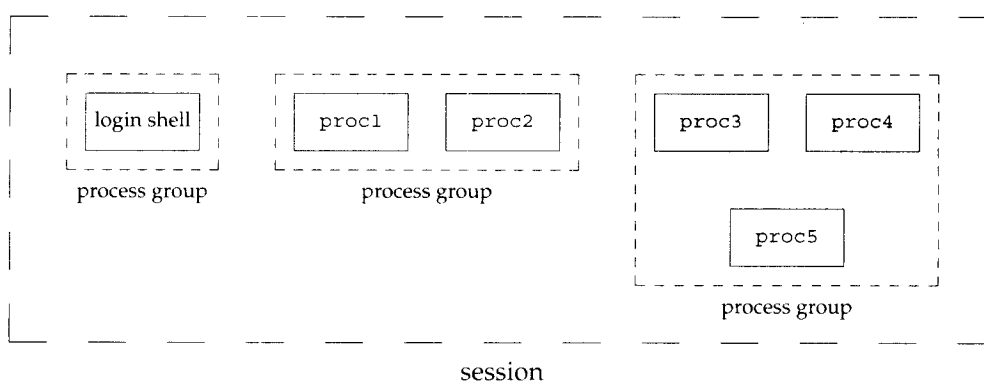 login shell
proc1
proc2
proc3
proc4
process group
process group
proc5
process group
session